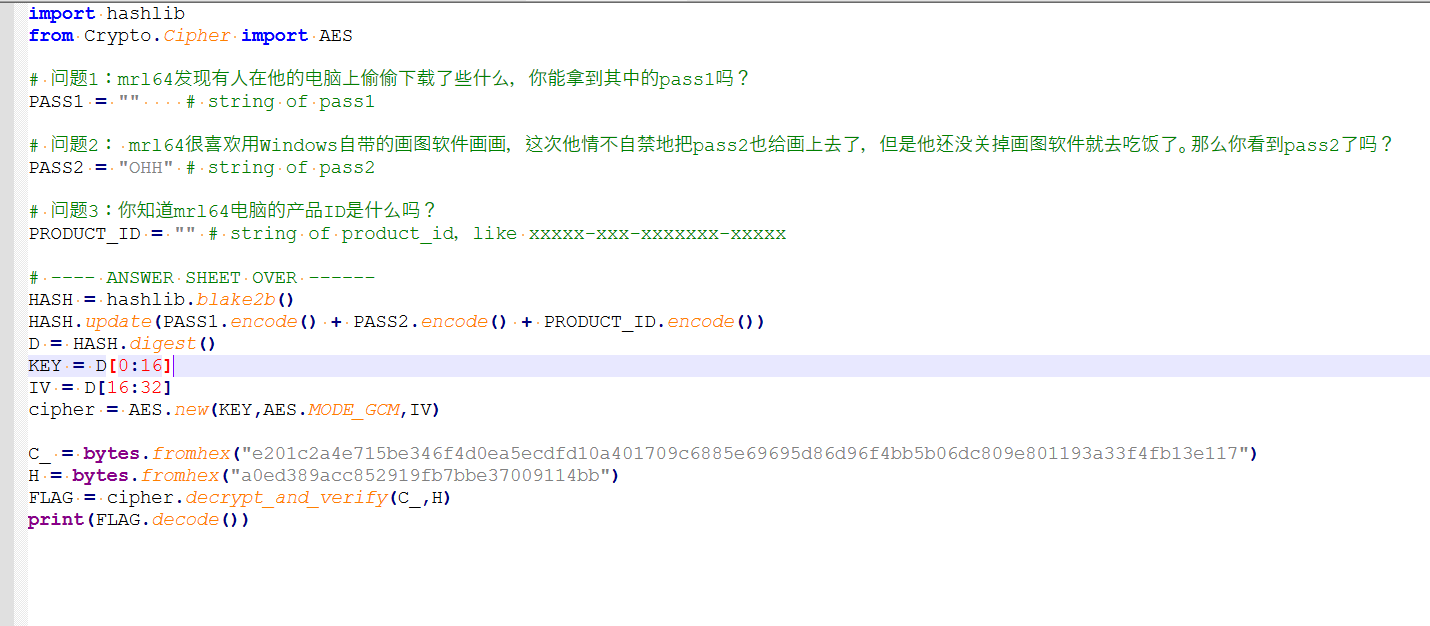 import hashlib
from Crypto.Cipher import AES
# 问题1：mrl64发现有人在他的电脑上偷偷下载了些什么，你能拿到其中的pass1吗？
PASS1 = ""    # string of pass1
# 问题2： mrl64很喜欢用Windows自带的画图软件画画，这次他情不自禁地把pass2也给画上去了，但是他还没关掉画图软件就去吃饭了。那么你看到pass2了吗？
PASS2 = "OHH" # string of pass2
# 问题3：你知道mrl64电脑的产品ID是什么吗？
PRODUCT_ID = "" # string of product_id，like xxxxx-xxx-xxxxxxx-xxxxx
# ---- ANSWER SHEET OVER ------
HASH = hashlib.blake2b()
HASH.update(PASS1.encode() + PASS2.encode() + PRODUCT_ID.encode())
D = HASH.digest()
KEY = D[0:16]
IV = D[16:32]
cipher = AES.new(KEY,AES.MODE_GCM,IV)
C_ = bytes.fromhex("e201c2a4e715be346f4d0ea5ecdfd10a401709c6885e69695d86d96f4bb5b06dc809e801193a33f4fb13e117")
H = bytes.fromhex("a0ed389acc852919fb7bbe37009114bb")
FLAG = cipher.decrypt_and_verify(C_,H)
print(FLAG.decode())